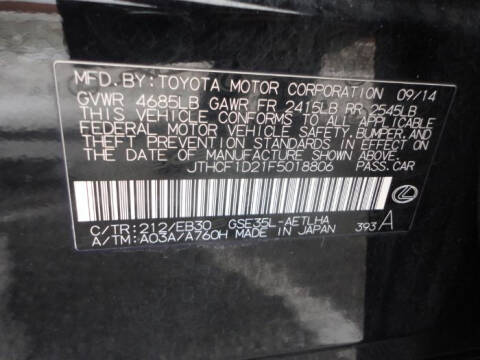 MFD. BY: TOYOTA MOTOR CORPORATION 09/14
GVWR 4685LB GAWR FR 2415LB RR 2545LB
THIS VEHICLE CONFORMS TO ALL APPLICABLE
FEDERAL MOTOR VEHICLE SAFETY, BUMPER, AND
THEFT PREVENTION STANDARDS IN EFFECT ON
THE DATE OF MANUFACTURE SHOWN ABOVE.
JTHCF1D21F5018806 PASS.CAR
C/TR: 212/EB30 GSE35L-AETLHA
A/TM: A03A/A760H MADE IN JAPAN 393 A